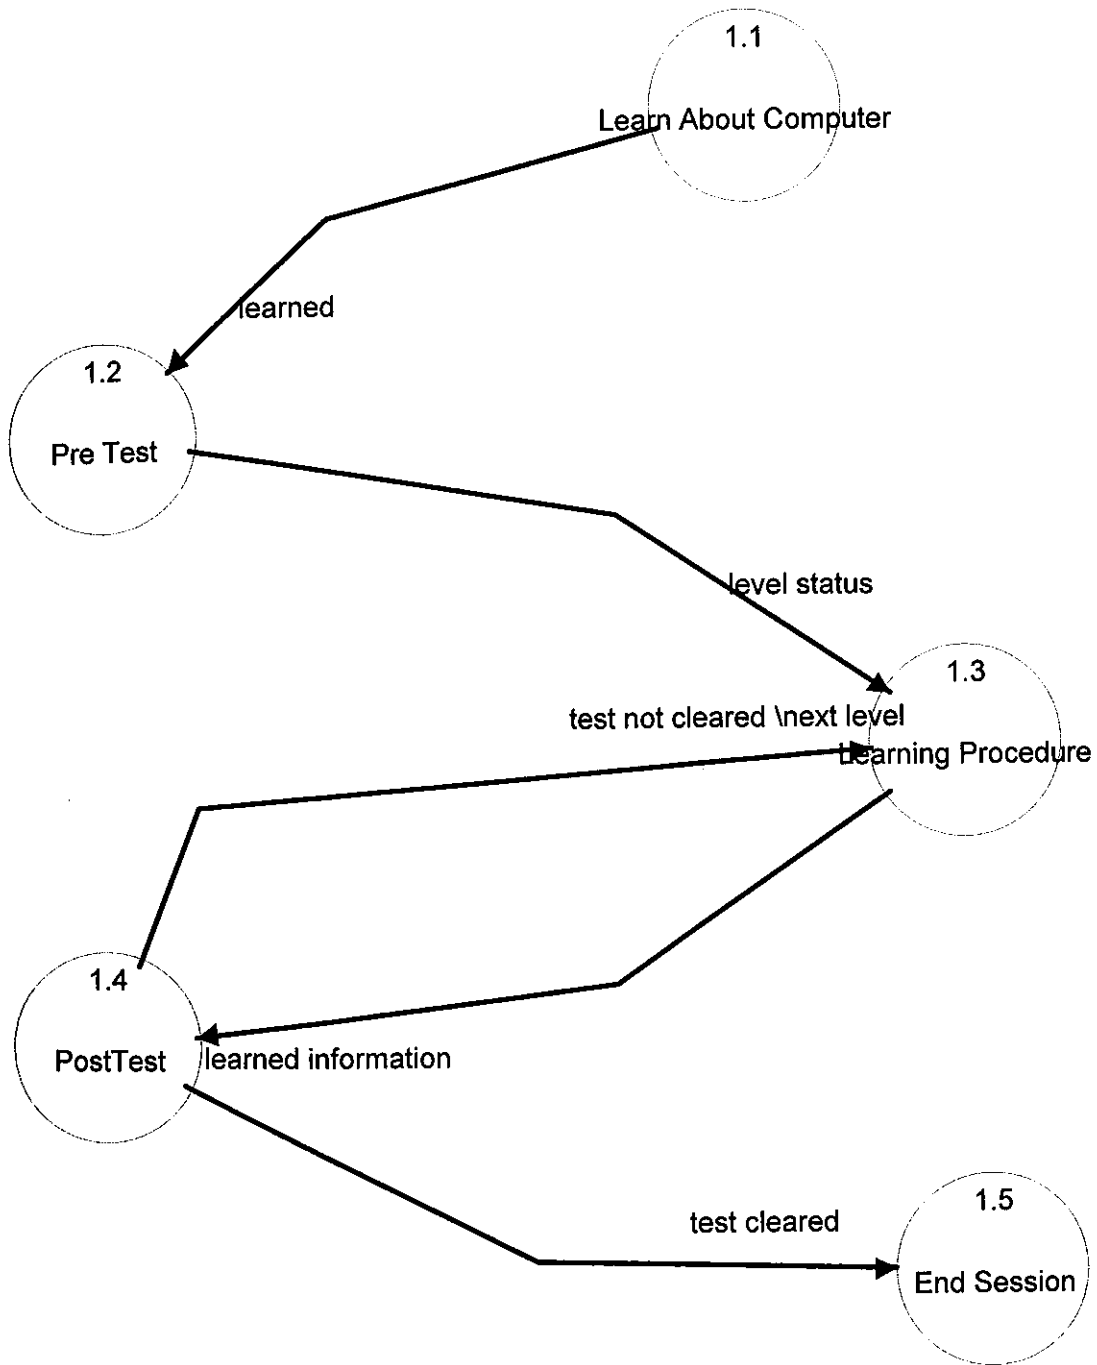 1.1
Learn About Computer
learned
1.2
Pre Test
level status
1.3
test not cleared \next level
Learning Procedure
1.4
PostTest
learned information
test cleared
1.5
End Session